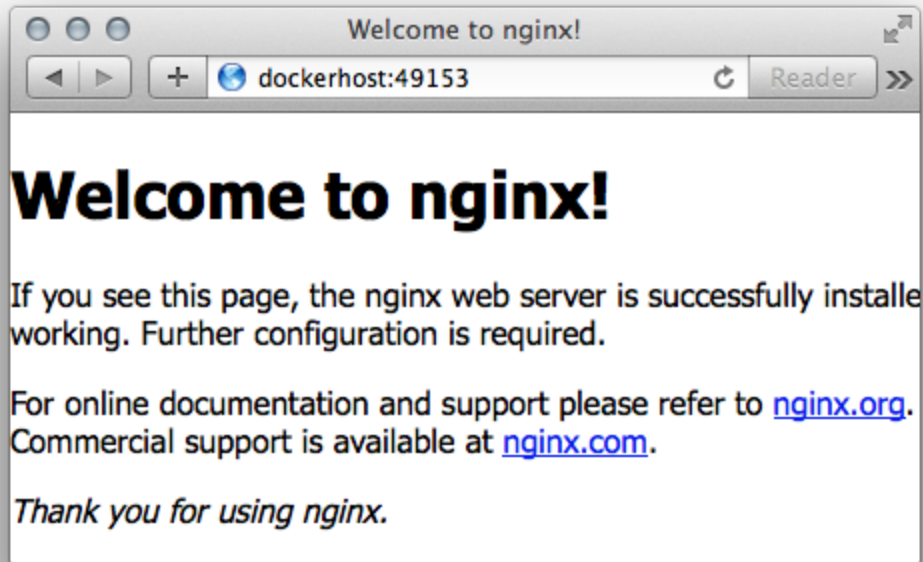 Welcome to nginx!
dockerhost:49153
Reader
Welcome to nginx!
If you see this page, the nginx web server is successfully installe
working. Further configuration is required.
For online documentation and support please refer to nginx.org.
Commercial support is available at nginx.com.
Thank you for using nginx.